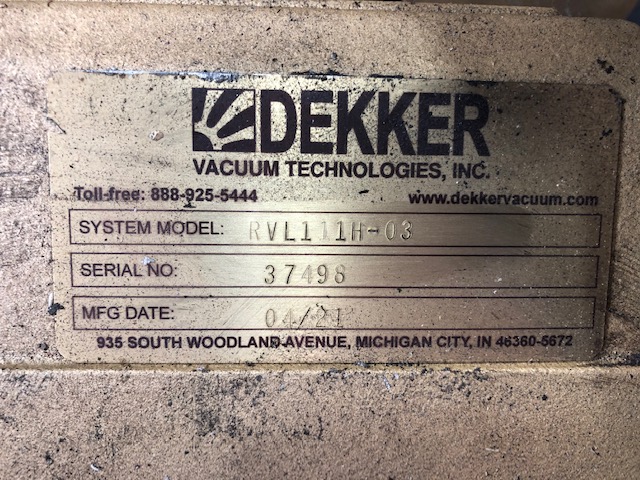 DEKKER
VACUUM TECHNOLOGIES, INC.
Toll-free: 888-925-5444 www.dekkervacuum.com
SYSTEM MODEL: RVL111H-03
SERIAL NO: 37498
MFG DATE: 04/21
935 SOUTH WOODLAND AVENUE, MICHIGAN CITY, IN 46360-5672